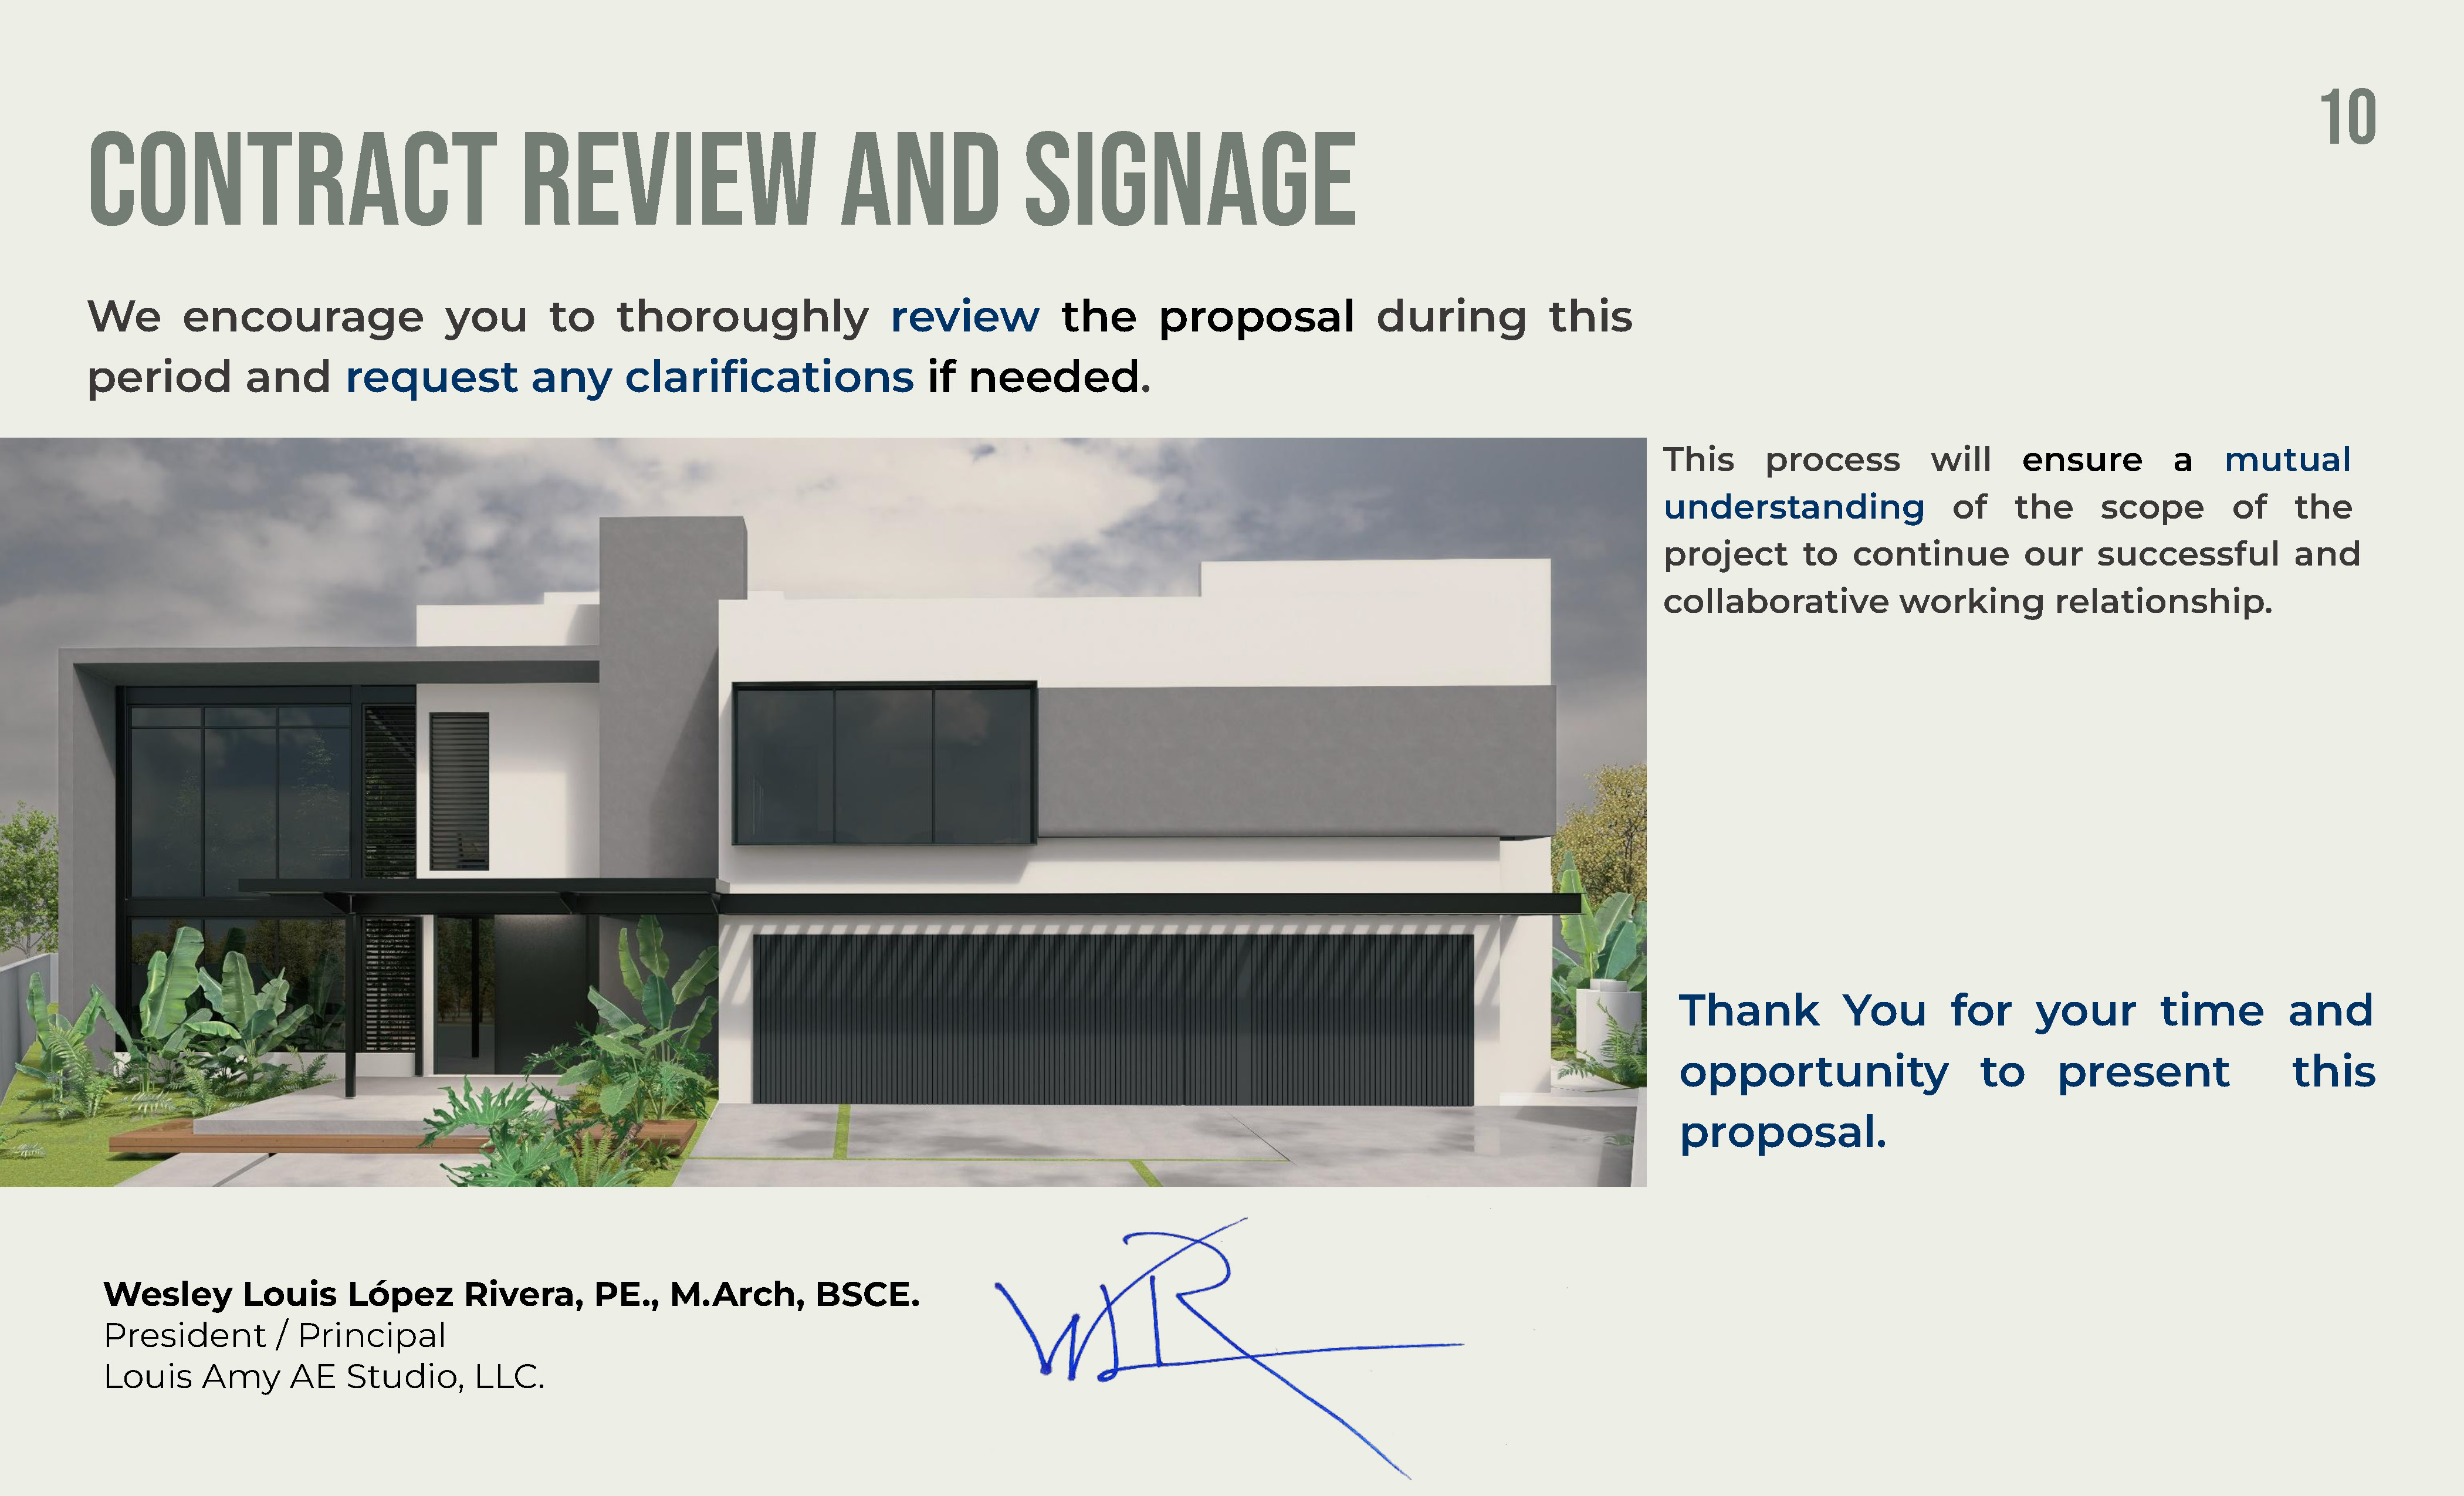 10
CONTRACT REVIEW AND SIGNAGE
We encourage you to thoroughly review the proposal during this
period and request any clarifications if needed.
This process will ensure a mutual
understanding of the scope of the
project to continue our successful and
collaborative working relationship.
Thank You for your time and
opportunity to present this
proposal.
Wesley Louis López Rivera, PE., M.Arch, BSCE.
President / Principal
Louis Amy AE Studio, LLC.